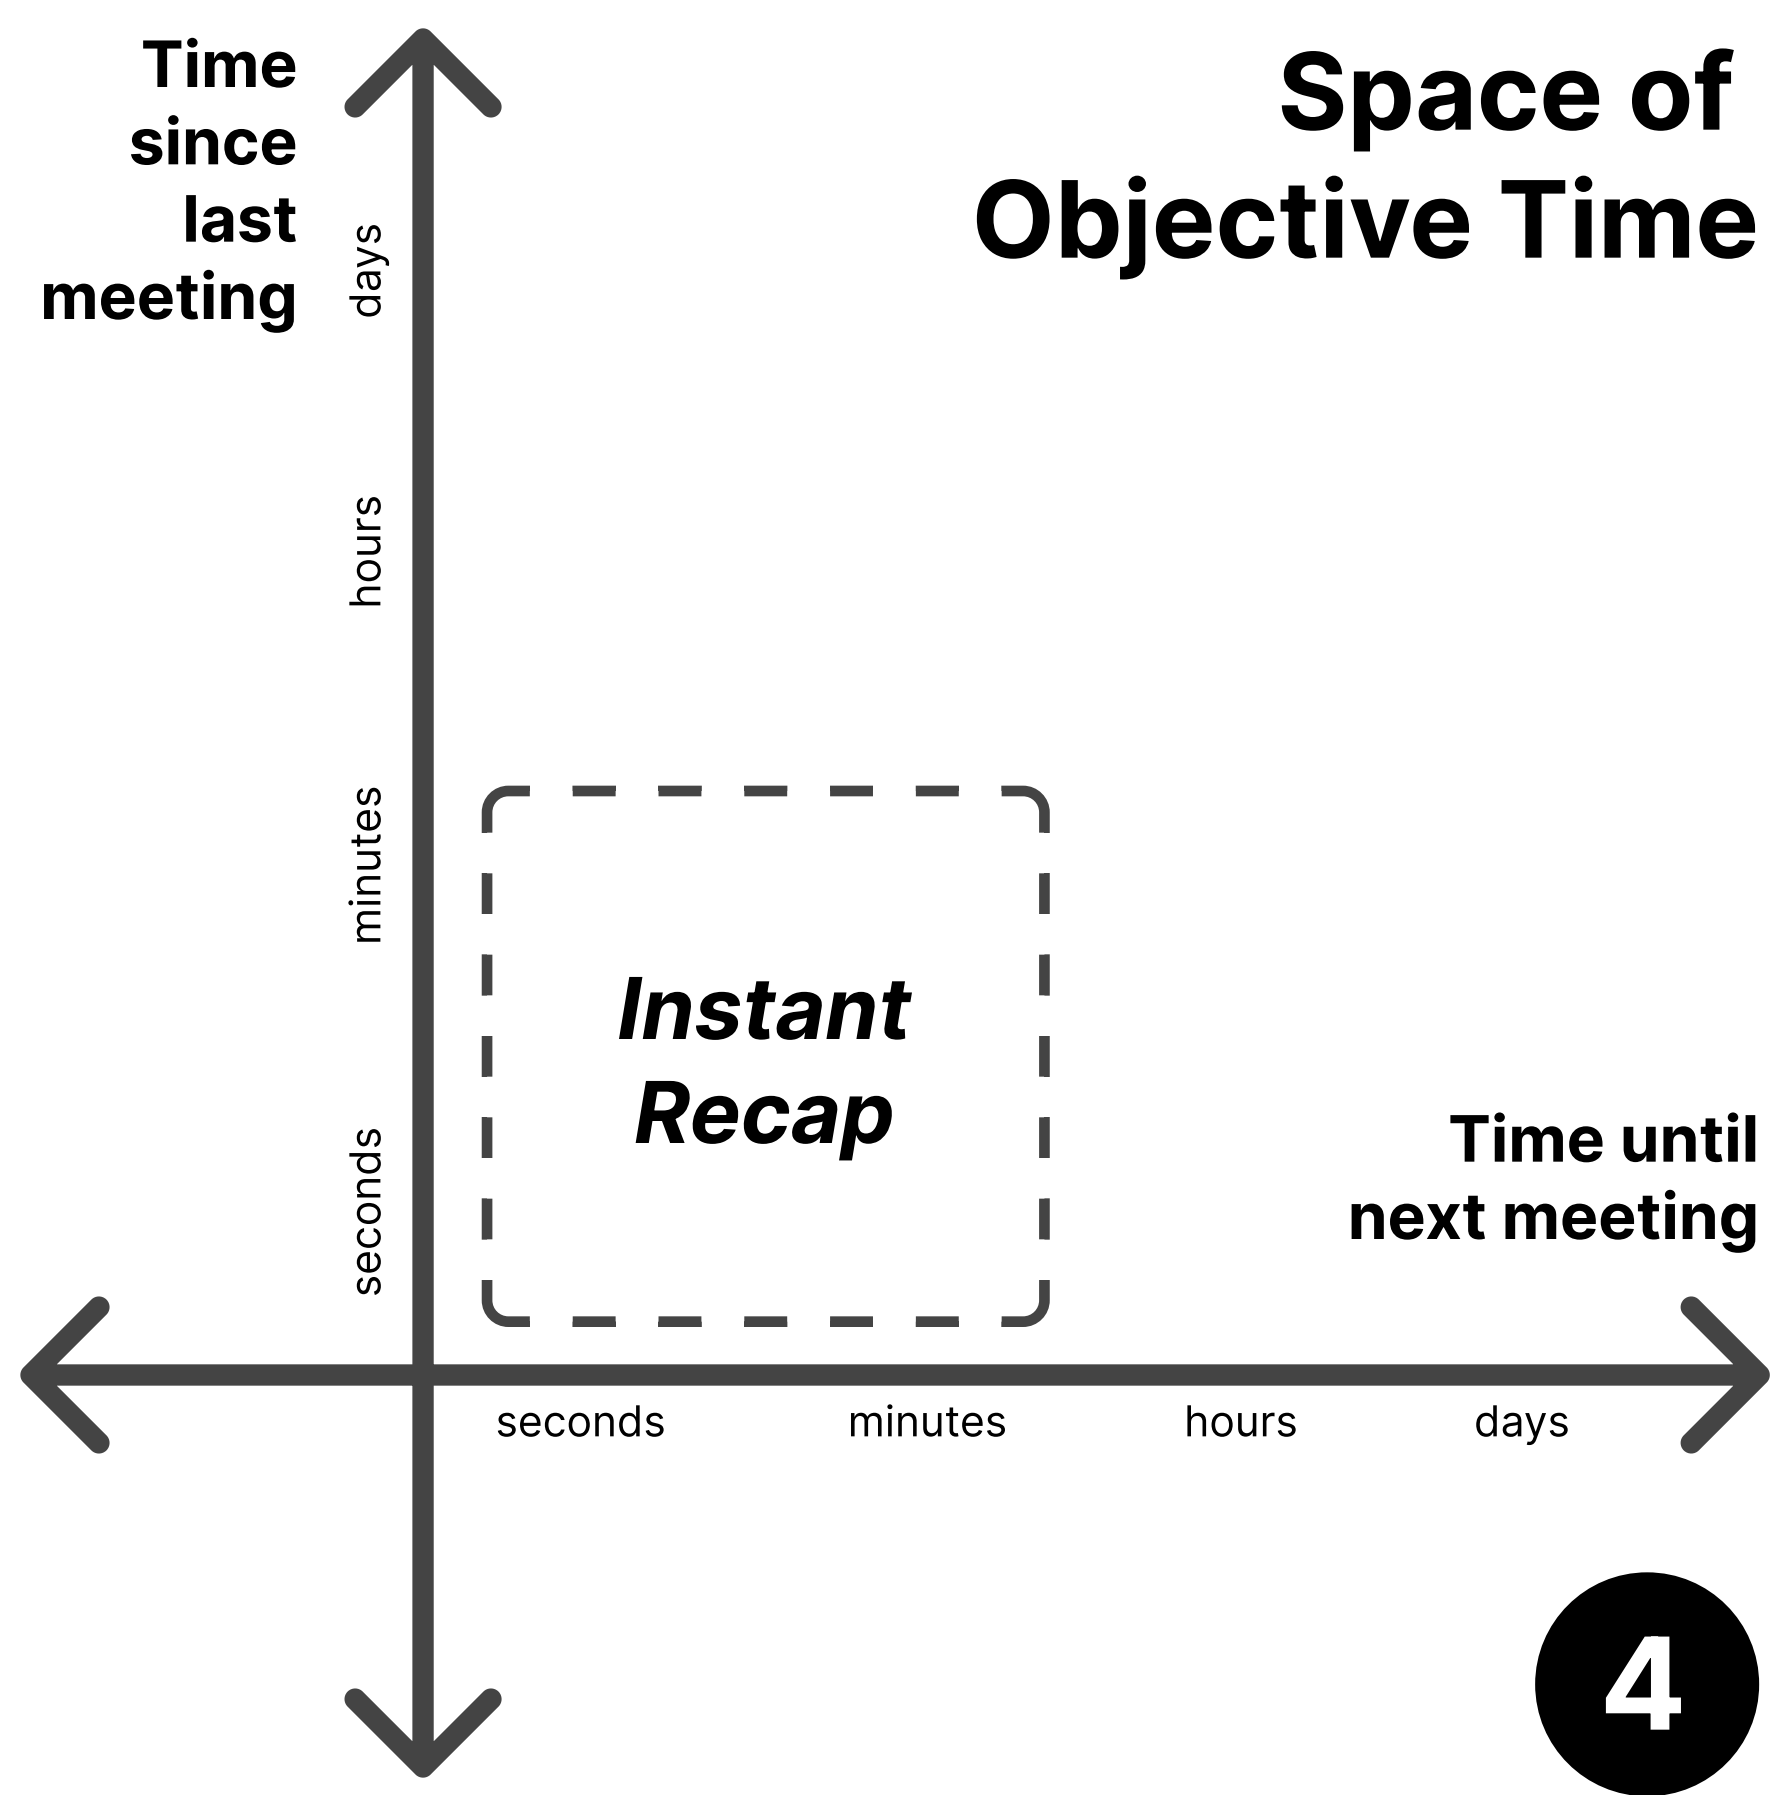 Time
since
last
meeting
Space of
Objective Time
days
hours
minutes
seconds
Instant
Recap
Time until
next meeting
seconds minutes hours days
4